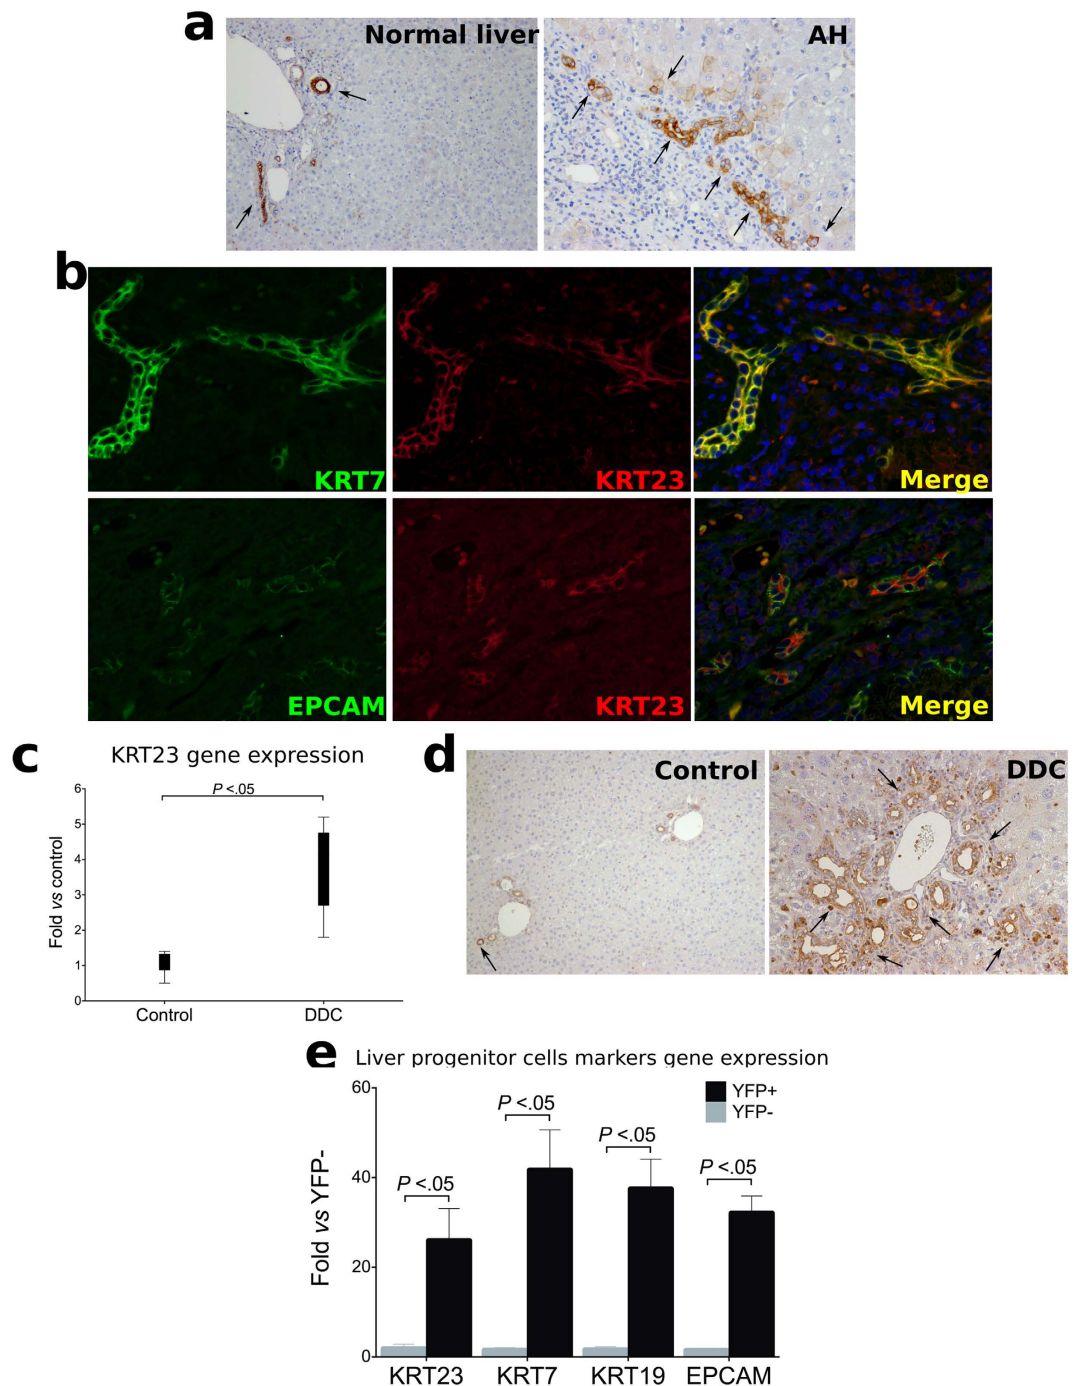 a
Normal liver
AH
b
KRT7
KRT23
Merge
EPCAM
KRT23
Merge
c
KRT23 gene expression
P <.05
Fold vs control
6
5
4
3
2
1
0
Control
DDC
d
Control
DDC
e
Liver progenitor cells markers gene expression
YFP+
YFP-
P <.05
P <.05
P <.05
P <.05
Fold vs YFP-
60
40
20
0
KRT23
KRT7
KRT19
EPCAM